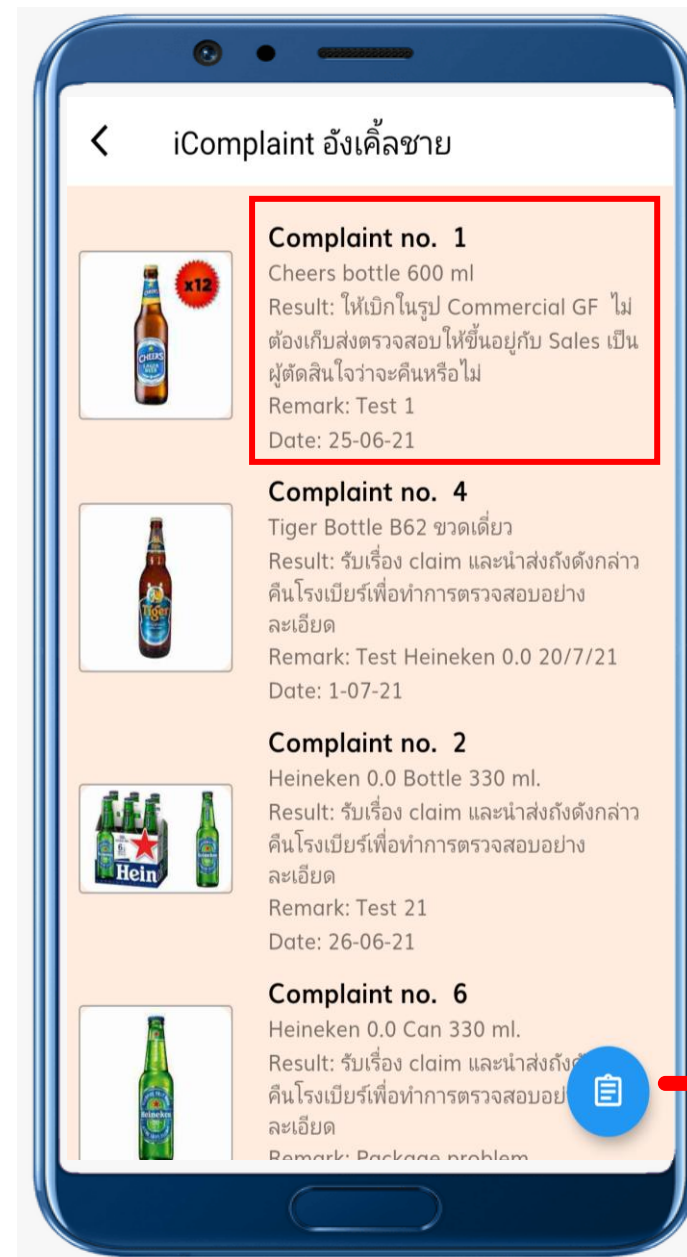 iComplaint อังเคิ้ลชาย
x12
CHEERS
Complaint no. 1
Cheers bottle 600 ml
Result: ให้เบิกในรูป Commercial GF ไม่
ต้องเก็บส่งตรวจสอบให้ขึ้นอยู่กับ Sales เป็น
ผู้ตัดสินใจว่าจะคืนหรือไม่
Remark: Test 1
Date: 25-06-21
Tiger
Complaint no. 4
Tiger Bottle B62 ขวดเดี่ยว
Result: รับเรื่อง claim และนำส่งถังดังกล่าว
คืนโรงเบียร์เพื่อทำการตรวจสอบอย่าง
ละเอียด
Remark: Test Heineken 0.0 20/7/21
Date: 1-07-21
Hein
Complaint no. 2
Heineken 0.0 Bottle 330 ml.
Result: รับเรื่อง claim และนำส่งถังดังกล่าว
คืนโรงเบียร์เพื่อทำการตรวจสอบอย่าง
ละเอียด
Remark: Test 21
Date: 26-06-21
Heineken
Complaint no. 6
Heineken 0.0 Can 330 ml.
Result: รับเรื่อง claim และนำส่งถัง
คืนโรงเบียร์เพื่อทำการตรวจสอบ
ละเอียด
Remark: Package problem